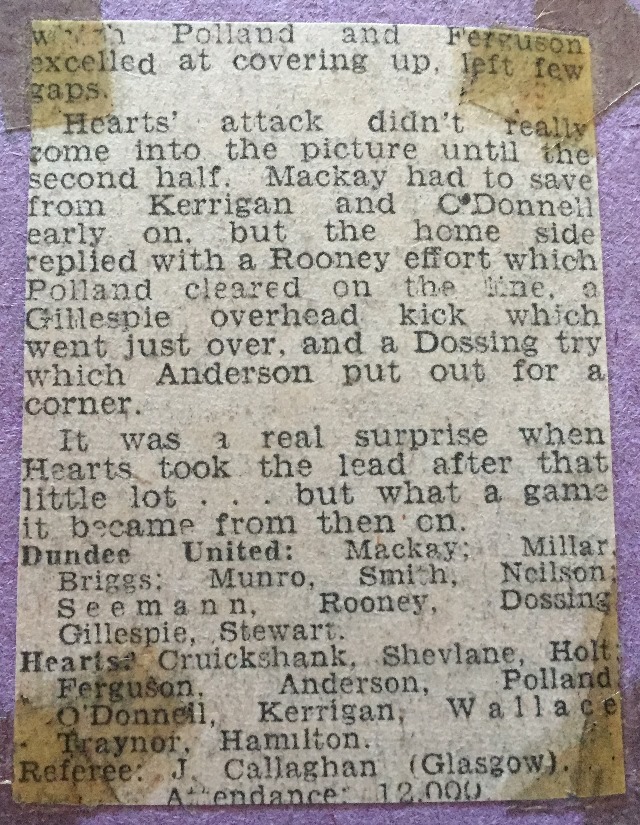 which Polland and Ferguson
excelled at covering up, left few
gaps.
Hearts' attack didn't really
come into the picture until the
second half. Mackay had to save
from Kerrigan and O'Donnell
early on, but the home side
replied with a Rooney effort which
Polland cleared on the line, a
Gillespie overhead kick which
went just over, and a Dossing try
which Anderson put out for a
corner.
It was a real surprise when
Hearts took the lead after that
little lot . . . but what a game
it became from then on.
Dundee United: Mackay; Millar,
Briggs; Munro, Smith, Neilson;
Seemann, Rooney, Dossing
Gillespie, Stewart.
Hearts: Cruickshank, Shevlane, Holt;
Ferguson, Anderson, Polland
O'Donnell, Kerrigan, Wallace
Traynor, Hamilton.
Referee: J. Callaghan (Glasgow).
Attendance: 12,000